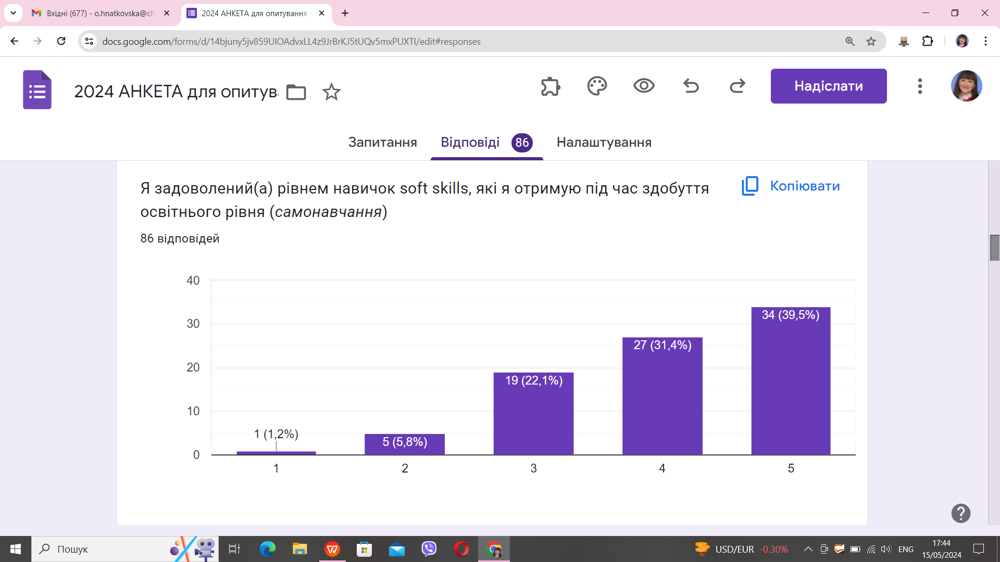 Вхідні (677) - o.hnatkovska@ch
2024 АНКЕТА для опитування
docs.google.com/forms/d/14bjuny5jv859UIOAdvxLL4z9JrBrKJ5tUQv5mxPUXTI/edit#responses
2024 АНКЕТА для опитув
Надіслати
Запитання
Відповіді 86
Налаштування
Я задоволений(а) рівнем навичок soft skills, які я отримую під час здобуття
освітнього рівня (самонавчання)
Копіювати
86 відповідей
40
30
20
10
0
1 (1,2%)
5 (5,8%)
19 (22,1%)
27 (31,4%)
34 (39,5%)
1
2
3
4
5
Пошук
USD/EUR -0.30%
ENG
17:44
15/05/2024